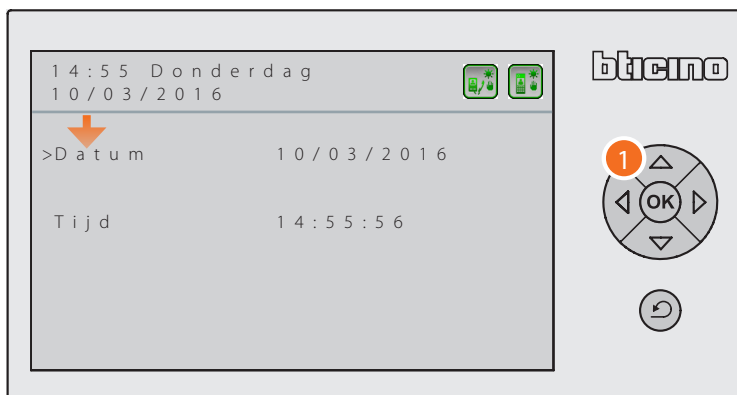 14:55 Donderdag
10/03/2016
bticino
>Datum 10/03/2016
Tijd 14:55:56
1
OK